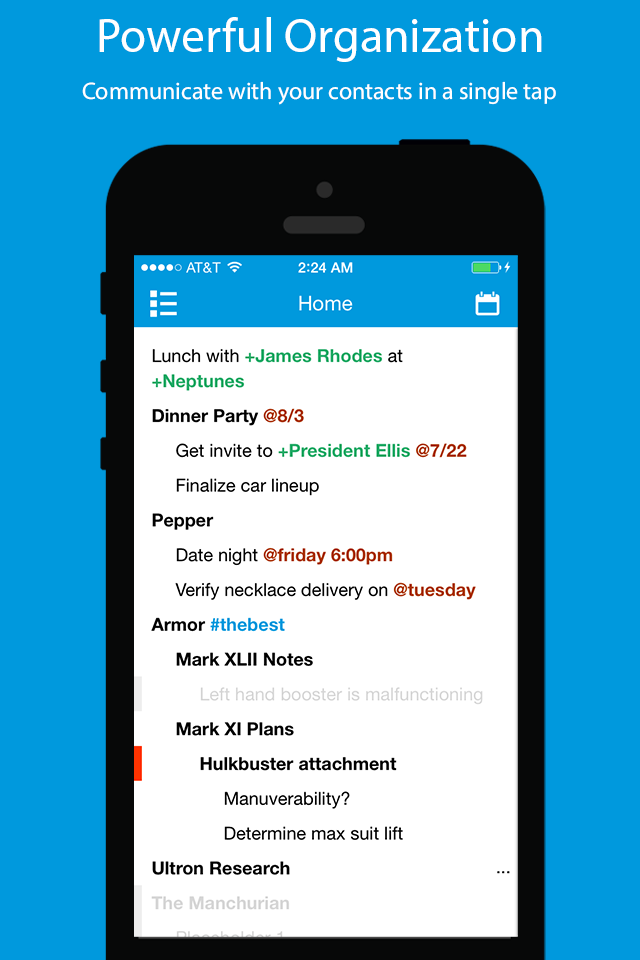 Powerful Organization
Communicate with your contacts in a single tap
AT&T
2:24 AM
Home
Lunch with +James Rhodes at
+Neptunes
Dinner Party @8/3
Get invite to +President Ellis @7/22
Finalize car lineup
Pepper
Date night @friday 6:00pm
Verify necklace delivery on @tuesday
Armor #thebest
Mark XLII Notes
Left hand booster is malfunctioning
Mark XI Plans
Hulkbuster attachment
Manuverability?
Determine max suit lift
Ultron Research ...
The Manchurian
Placeholder 1